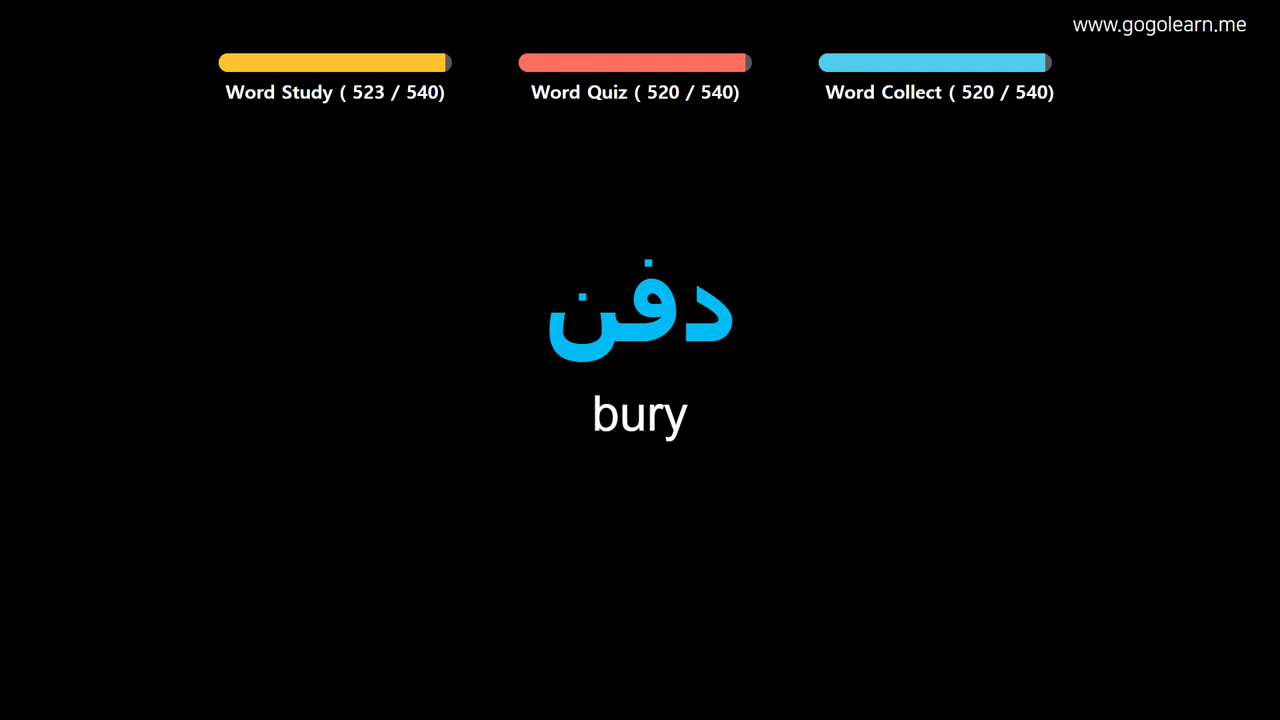 www.gogolearn.me
Word Study ( 523 / 540)
Word Quiz ( 520 / 540)
Word Collect ( 520 / 540)
دفن
bury